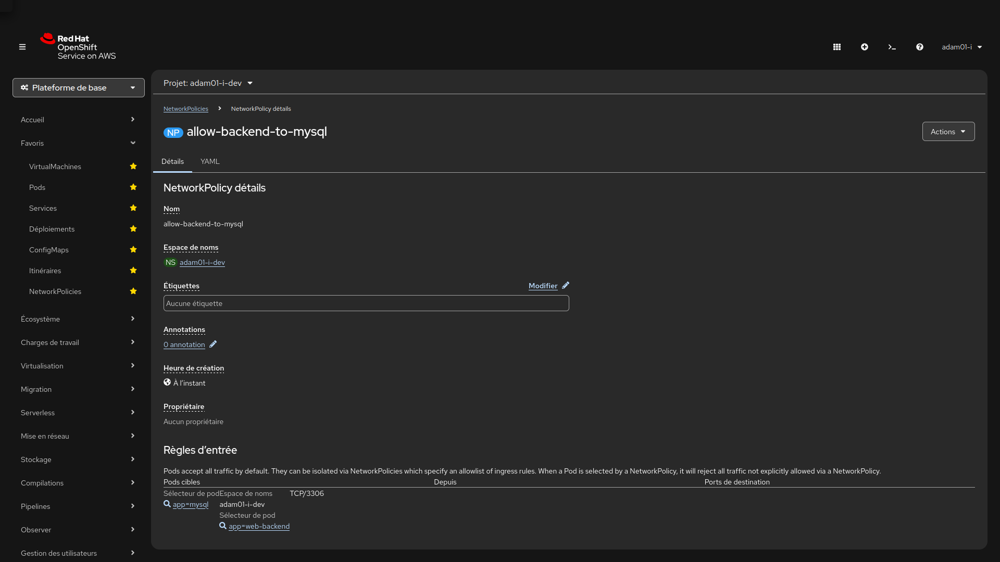 Red Hat
OpenShift
Service on AWS
adam01-i
Plateforme de base
Projet: adam01-i-dev
NetworkPolicies
NetworkPolicy détails
NP allow-backend-to-mysql
Actions
Détails
YAML
Accueil
Favoris
VirtualMachines
Pods
Services
Déploiements
ConfigMaps
Itinéraires
NetworkPolicies
Écosystème
Charges de travail
Virtualisation
Migration
Serverless
Mise en réseau
Stockage
Compilations
Pipelines
Observer
Gestion des utilisateurs
NetworkPolicy détails
Nom
allow-backend-to-mysql
Espace de noms
NS adam01-i-dev
Étiquettes
Modifier
Aucune étiquette
Annotations
0 annotation
Heure de création
À l’instant
Propriétaire
Aucun propriétaire
Règles d’entrée
Pods accept all traffic by default. They can be isolated via NetworkPolicies which specify an allowlist of ingress rules. When a Pod is selected by a NetworkPolicy, it will reject all traffic not explicitly allowed via a NetworkPolicy.
Pods cibles Depuis Ports de destination
Sélecteur de pod Espace de noms TCP/3306
app=mysql adam01-i-dev
Sélecteur de pod
app=web-backend